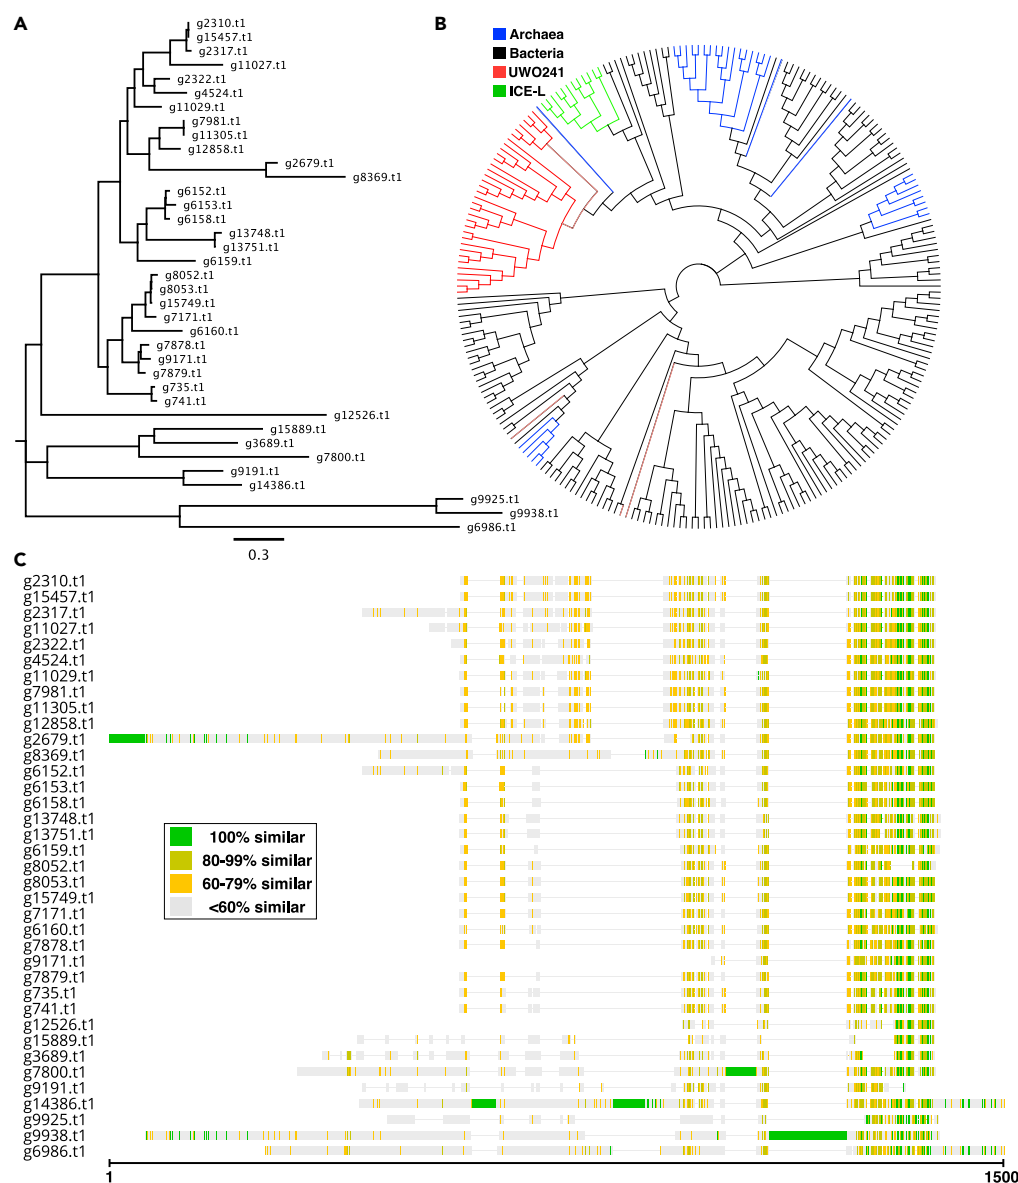 A
g2310.t1
g15457.t1
g2317.t1
g11027.t1
g2322.t1
g4524.t1
g11029.t1
g7981.t1
g11305.t1
g12858.t1
g2679.t1
g8369.t1
g6152.t1
g6153.t1
g6158.t1
g13748.t1
g13751.t1
g6159.t1
g8052.t1
g8053.t1
g15749.t1
g7171.t1
g6160.t1
g7878.t1
g9171.t1
g7879.t1
g735.t1
g741.t1
g12526.t1
g15889.t1
g3689.t1
g7800.t1
g9191.t1
g14386.t1
g9925.t1
g9938.t1
g6986.t1
0.3
B
Archaea
Bacteria
UWO241
ICE-L
C
g2310.t1
g15457.t1
g2317.t1
g11027.t1
g2322.t1
g4524.t1
g11029.t1
g7981.t1
g11305.t1
g12858.t1
g2679.t1
g8369.t1
g6152.t1
g6153.t1
g6158.t1
g13748.t1
g13751.t1
g6159.t1
g8052.t1
g8053.t1
g15749.t1
g7171.t1
g6160.t1
g7878.t1
g9171.t1
g7879.t1
g735.t1
g741.t1
g12526.t1
g15889.t1
g3689.t1
g7800.t1
g9191.t1
g14386.t1
g9925.t1
g9938.t1
g6986.t1
100% similar
80-99% similar
60-79% similar
<60% similar
1
1500